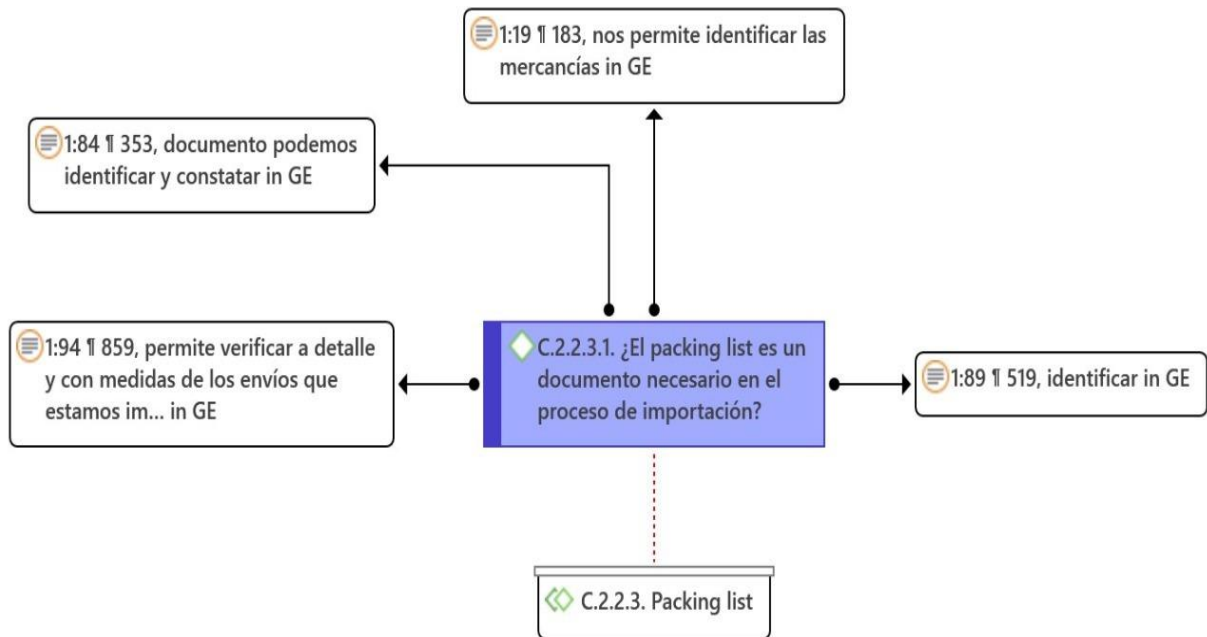 1:19 ¶ 183, nos permite identificar las
mercancías in GE
1:84 ¶ 353, documento podemos
identificar y constatar in GE
1:94 ¶ 859, permite verificar a detalle
y con medidas de los envíos que
estamos im... in GE
C.2.2.3.1. ¿El packing list es un
documento necesario en el
proceso de importación?
1:89 ¶ 519, identificar in GE
C.2.2.3. Packing list